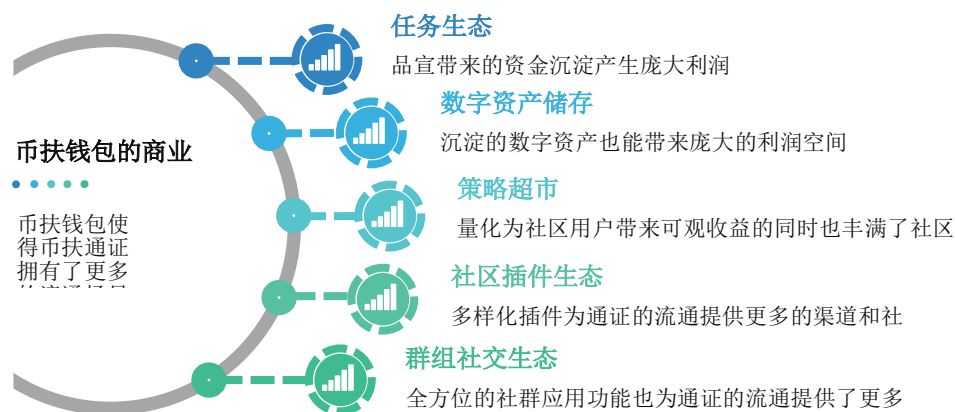 任务生态
品宣带来的资金沉淀产生庞大利润
数字资产储存
沉淀的数字资产也能带来庞大的利润空间
币扶钱包的商业
策略超市
量化为社区用户带来可观收益的同时也丰满了社区
币扶钱包使
得币扶通证
拥有了更多
社区插件生态
多样化插件为通证的流通提供更多的渠道和社
群组社交生态
全方位的社群应用功能也为通证的流通提供了更多